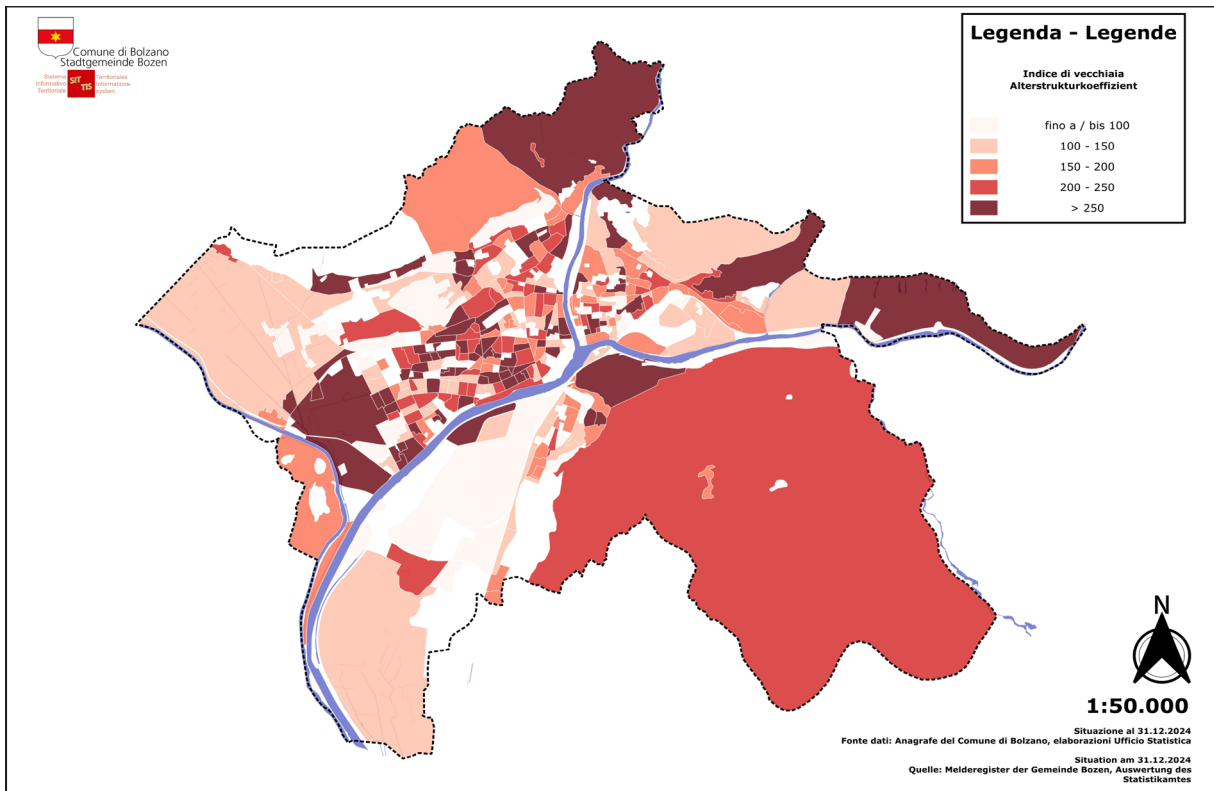 Comune di Bolzano
Stadtgemeinde Bozen
Sistema
Informativo
Territoriale
SIT
TIS
Territoriales
Informations-
system
Legenda - Legende
Indice di vecchiaia
Alterstrukturkoeffizient
fino a / bis 100
100 - 150
150 - 200
200 - 250
> 250
N
1:50.000
Situazione al 31.12.2024
Fonte dati: Anagrafe del Comune di Bolzano, elaborazioni Ufficio Statistica
Situation am 31.12.2024
Quelle: Melderegister der Gemeinde Bozen, Auswertung des
Statistikamtes